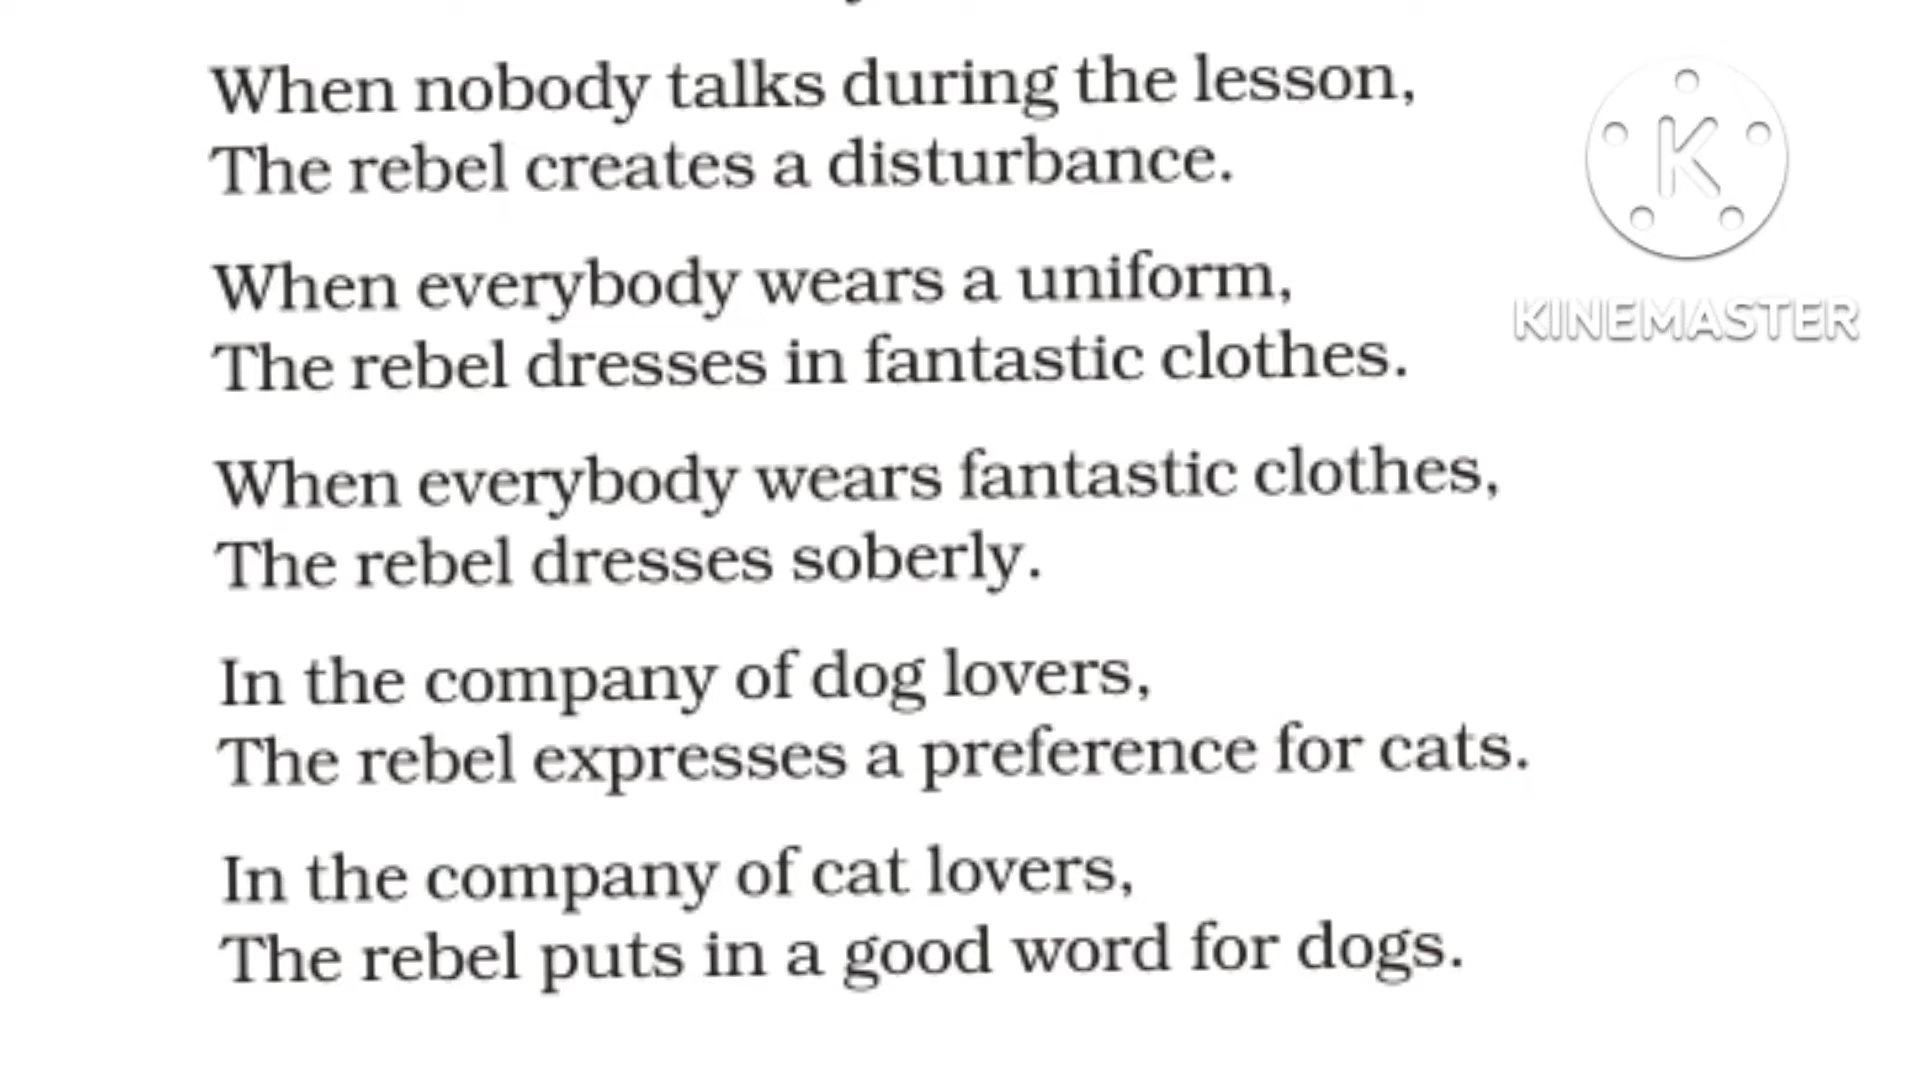 When nobody talks during the lesson,
The rebel creates a disturbance.
When everybody wears a uniform,
The rebel dresses in fantastic clothes.
When everybody wears fantastic clothes,
The rebel dresses soberly.
In the company of dog lovers,
The rebel expresses a preference for cats.
In the company of cat lovers,
The rebel puts in a good word for dogs.
K
KINEMASTER